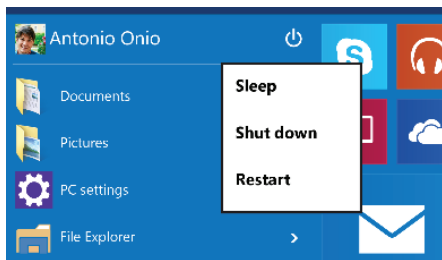 Antonio Onio
Documents
Pictures
PC settings
File Explorer
Sleep
Shut down
Restart